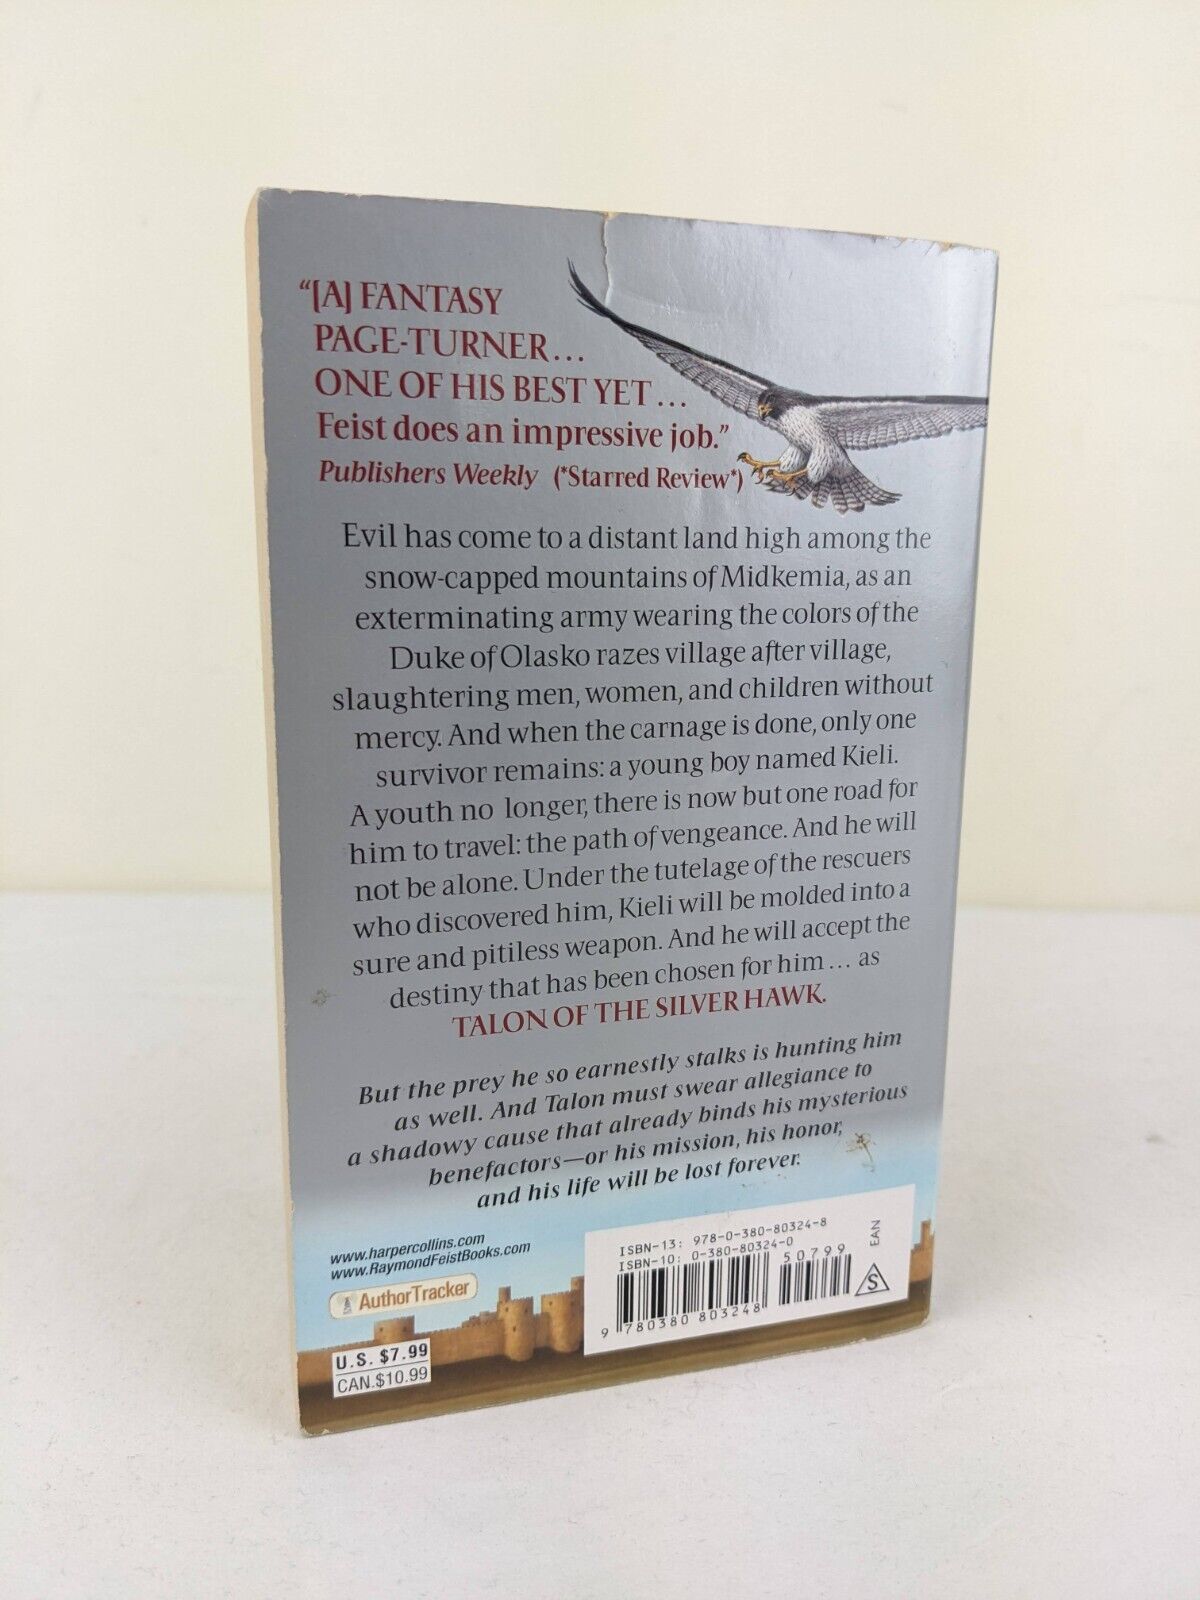 “[A] FANTASY
PAGE-TURNER...
ONE OF HIS BEST YET...
Feist does an impressive job.”
Publishers Weekly (*Starred Review*)
Evil has come to a distant land high among the
snow-capped mountains of Midkemia, as an
exterminating army wearing the colors of the
Duke of Olasko razes village after village,
slaughtering men, women, and children without
mercy. And when the carnage is done, only one
survivor remains: a young boy named Kieli.
A youth no longer, there is now but one road for
him to travel: the path of vengeance. And he will
not be alone. Under the tutelage of the rescuers
who discovered him, Kieli will be molded into a
sure and pitiless weapon. And he will accept the
destiny that has been chosen for him... as
TALON OF THE SILVER HAWK.
But the prey he so earnestly stalks is hunting him
as well. And Talon must swear allegiance to
a shadowy cause that already binds his mysterious
benefactors—or his mission, his honor,
and his life will be lost forever.
www.harpercollins.com
www.RaymondFeistBooks.com
AuthorTracker
U.S. $7.99
CAN.$10.99
ISBN-13: 978-0-380-80324-8
ISBN-10: 0-380-80324-0
50799
EAN
S
9 780380 803248